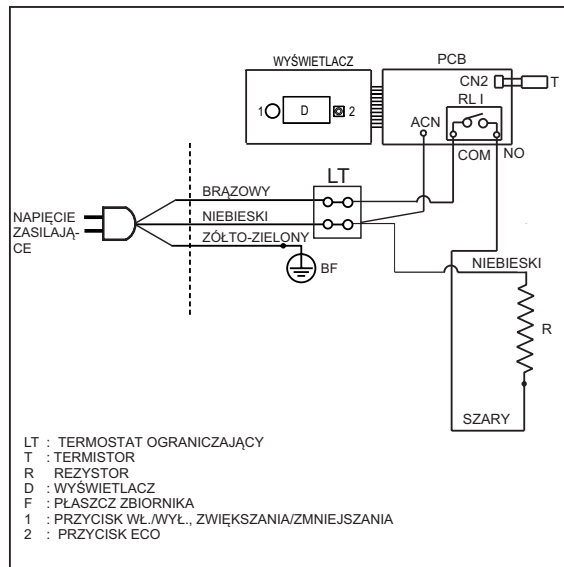 WYŚWIETLACZ
PCB
CN2
T
RL I
1
D
2
ACN
COM
NO
LT
BRĄZOWY
NAPIĘCIE
ZASILAJĄ-
CE
NIEBIESKI
ZÓŁTO-ZIELONY
BF
NIEBIESKI
R
SZARY
LT : TERMOSTAT OGRANICZAJĄCY
T : TERMISTOR
R REZYSTOR
D : WYŚWIETLACZ
F : PŁASZCZ ZBIORNIKA
1 : PRZYCISK WŁ./WYŁ., ZWIĘKSZANIA/ZMNIEJSZANIA
2 : PRZYCISK ECO